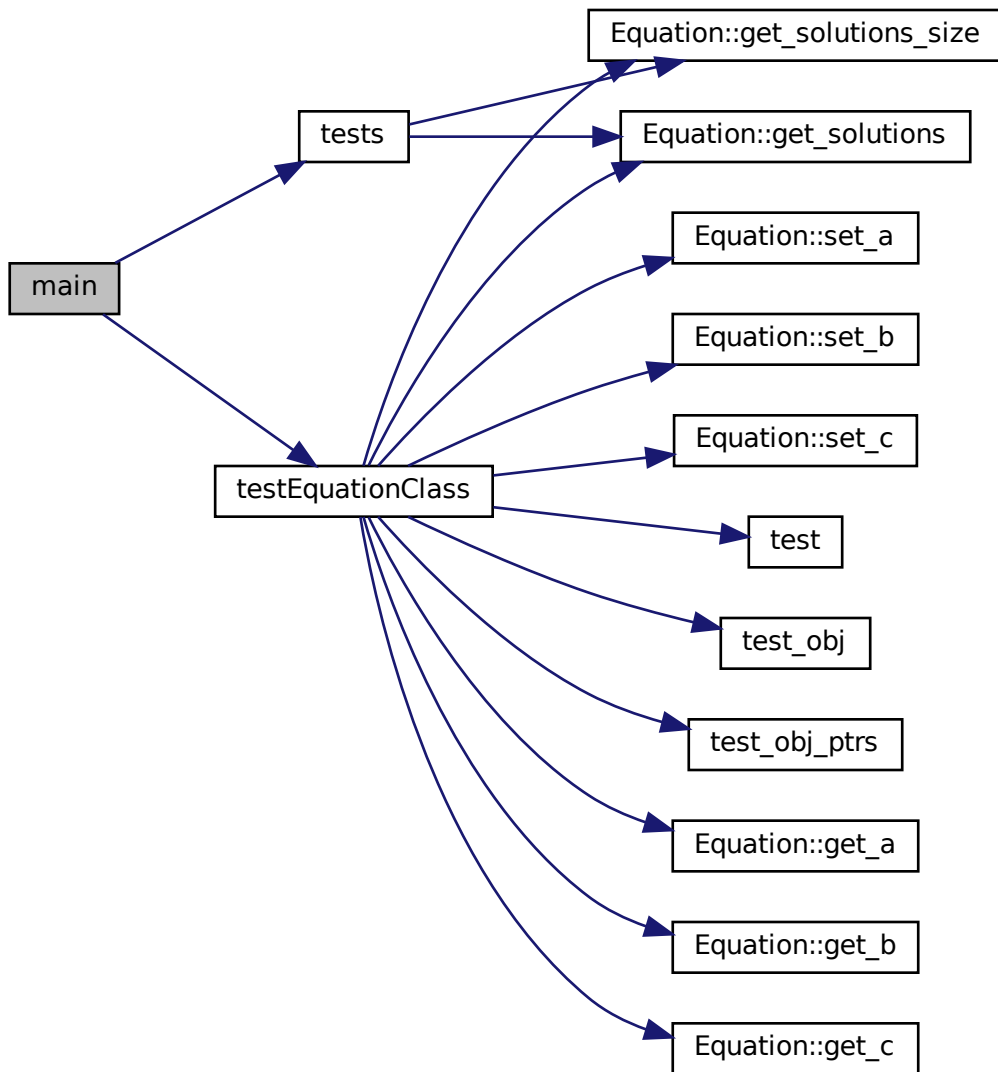 Equation::get_solutions_size
tests
Equation::get_solutions
Equation::set_a
main
Equation::set_b
Equation::set_c
testEquationClass
test
test_obj
test_obj_ptrs
Equation::get_a
Equation::get_b
Equation::get_c